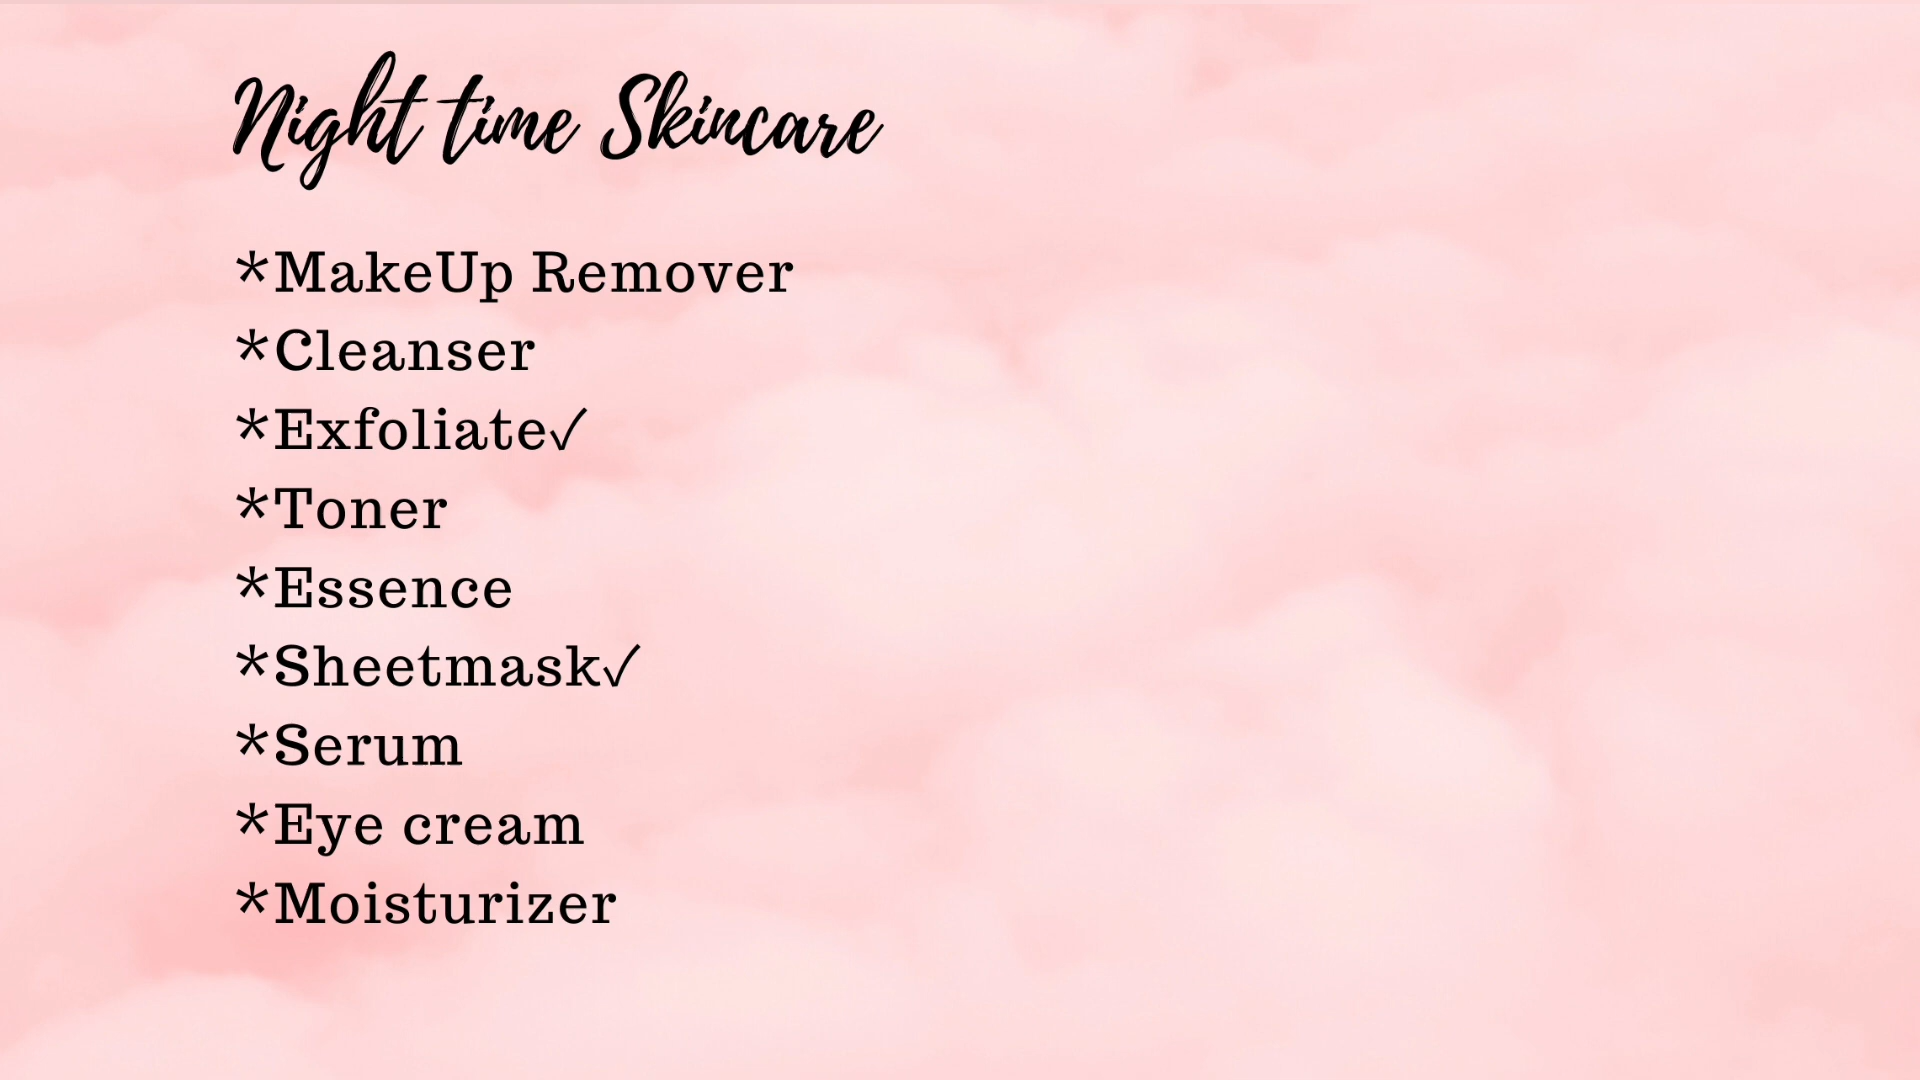 Night time Skincare
*MakeUp Remover
*Cleanser
*Exfoliate✓
*Toner
*Essence
*Sheetmask✓
*Serum
*Eye cream
*Moisturizer